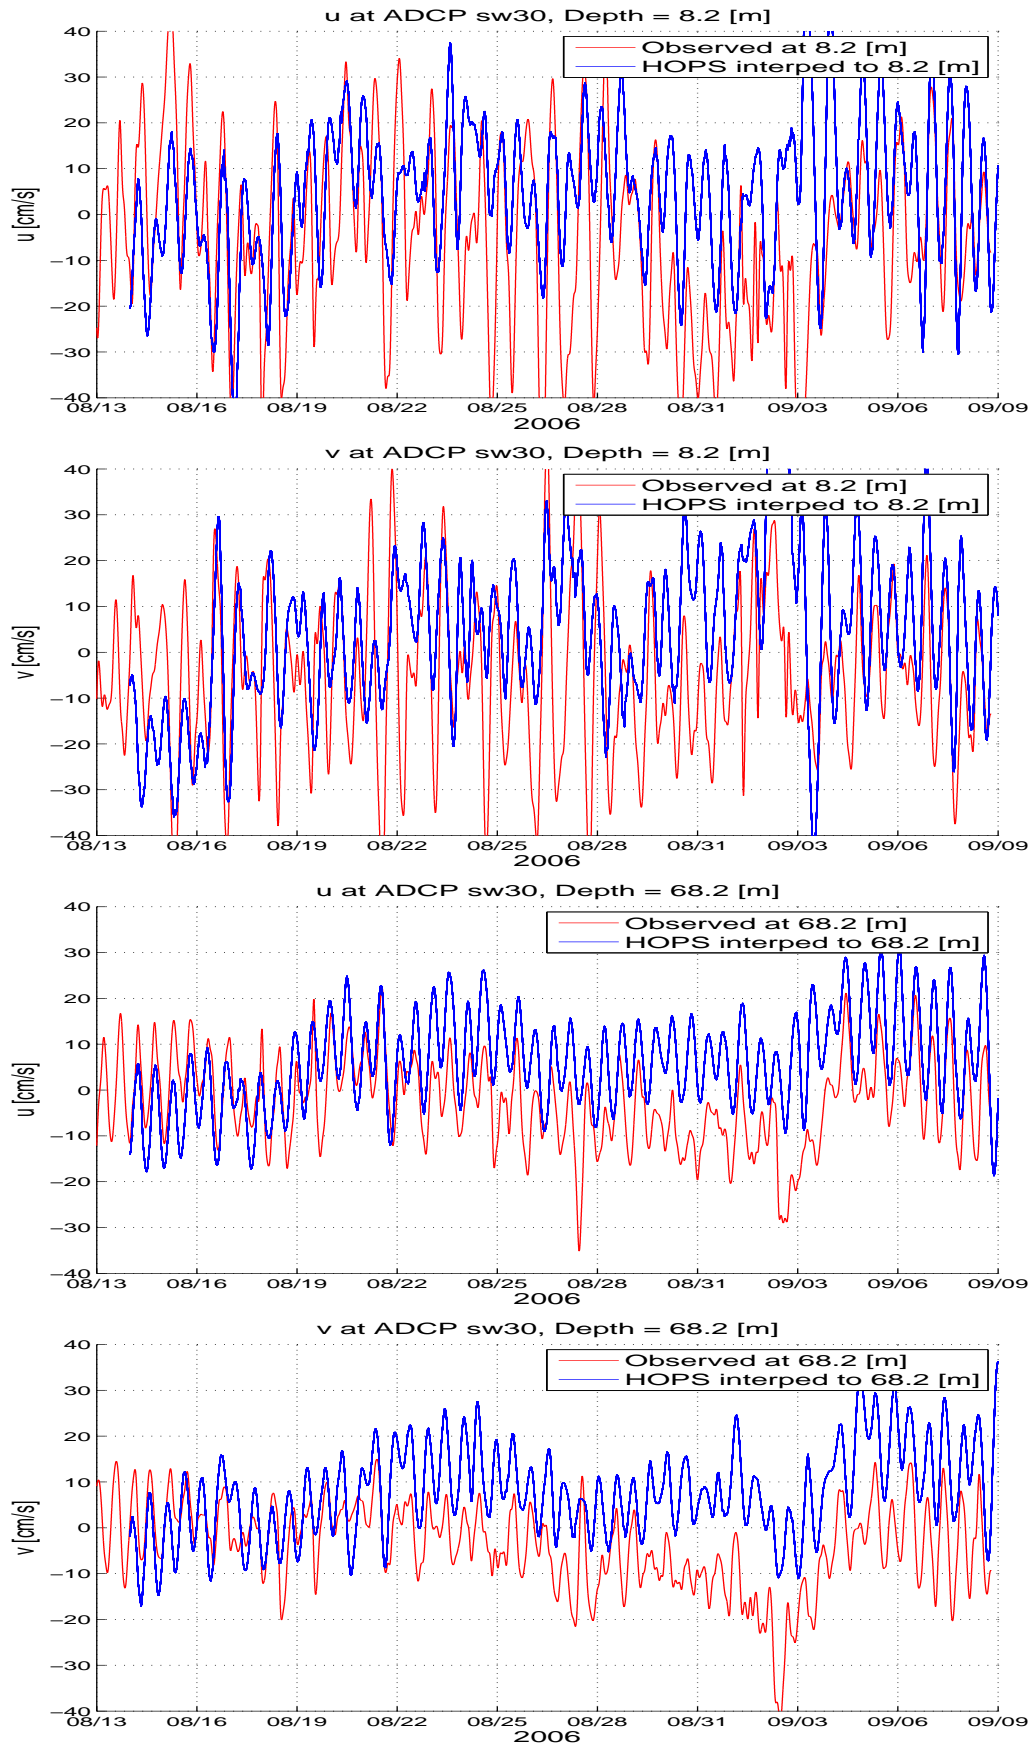 u at ADCP sw30, Depth = 8.2 [m]
40
30
20
10
0
−10
−20
−30
−40
u [cm/s]
Observed at 8.2 [m]
HOPS interped to 8.2 [m]
08/13 08/16 08/19 08/22 08/25 08/28 08/31 09/03 09/06 09/09
2006
v at ADCP sw30, Depth = 8.2 [m]
40
30
20
10
0
−10
−20
−30
−40
v [cm/s]
Observed at 8.2 [m]
HOPS interped to 8.2 [m]
08/13 08/16 08/19 08/22 08/25 08/28 08/31 09/03 09/06 09/09
2006
u at ADCP sw30, Depth = 68.2 [m]
40
30
20
10
0
−10
−20
−30
−40
u [cm/s]
Observed at 68.2 [m]
HOPS interped to 68.2 [m]
08/13 08/16 08/19 08/22 08/25 08/28 08/31 09/03 09/06 09/09
2006
v at ADCP sw30, Depth = 68.2 [m]
40
30
20
10
0
−10
−20
−30
−40
v [cm/s]
Observed at 68.2 [m]
HOPS interped to 68.2 [m]
08/13 08/16 08/19 08/22 08/25 08/28 08/31 09/03 09/06 09/09
2006